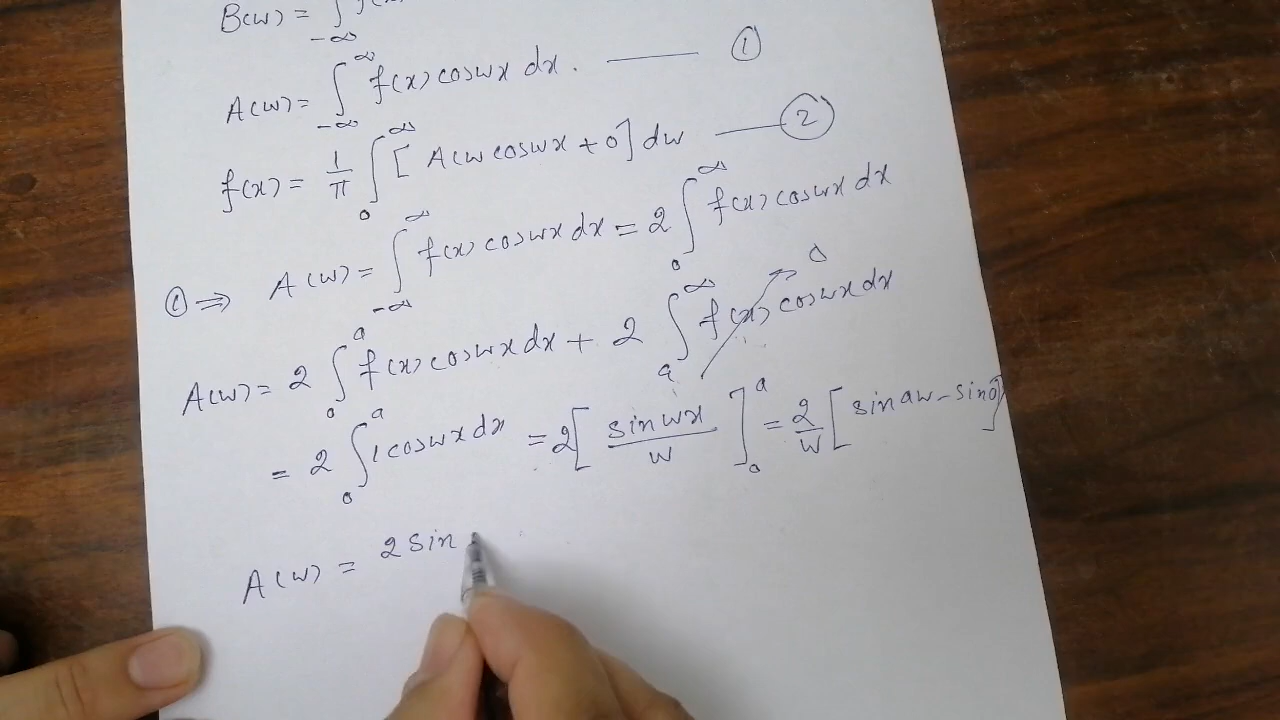 B(w) = ∫_{-∞}
A(w) = ∫_{-∞}^{∞} f(x) cos wx dx. ——— ①
f(x) = 1/π ∫_0^∞ [ A(w cos wx + 0] dw ——— ②
① ⇒ A(w) = ∫_{-∞}^{∞} f(x) cos wx dx = 2 ∫_0^∞ f(x) cos wx dx
A(w) = 2 ∫_0^a f(x) cos wx dx + 2 ∫_a^∞ f(x) cos wx dx → 0
= 2 ∫_0^a 1 cos wx dx = 2[ sin wx / w ]_0^a = 2/w [ sin aw - sin 0]
A(w) = 2 sin